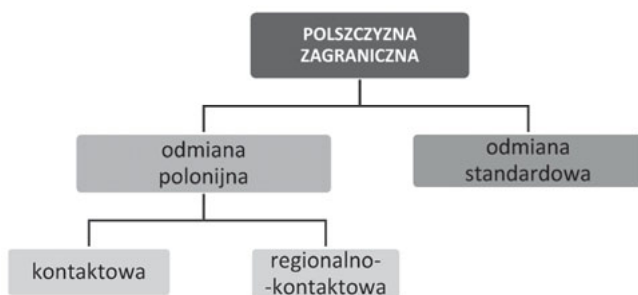 POLSZCZYZNA
ZAGRANICZNA
odmiana
polonijna
odmiana
standardowa
kontaktowa
regionalno-
-kontaktowa